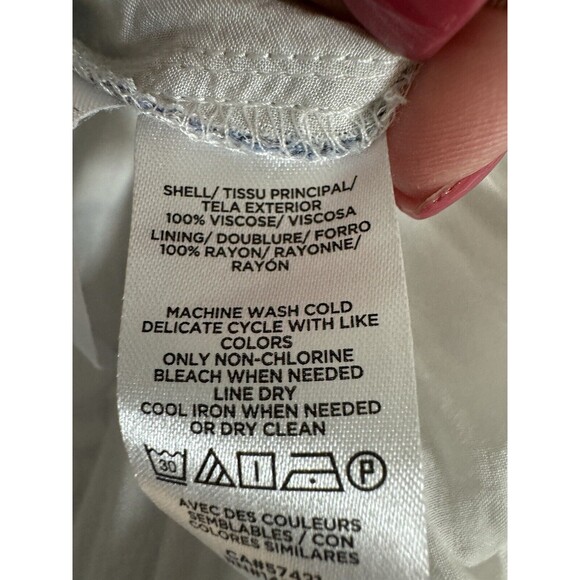 SHELL/ TISSU PRINCIPAL/
TELA EXTERIOR
100% VISCOSE/ VISCOSA
LINING/ DOUBLURE/ FORRO
100% RAYON/ RAYONNE/
RAYÓN
MACHINE WASH COLD
DELICATE CYCLE WITH LIKE
COLORS
ONLY NON-CHLORINE
BLEACH WHEN NEEDED
LINE DRY
COOL IRON WHEN NEEDED
OR DRY CLEAN
30 P
AVEC DES COULEURS
SEMBLABLES / CON
COLORES SIMILARES
CA#57421